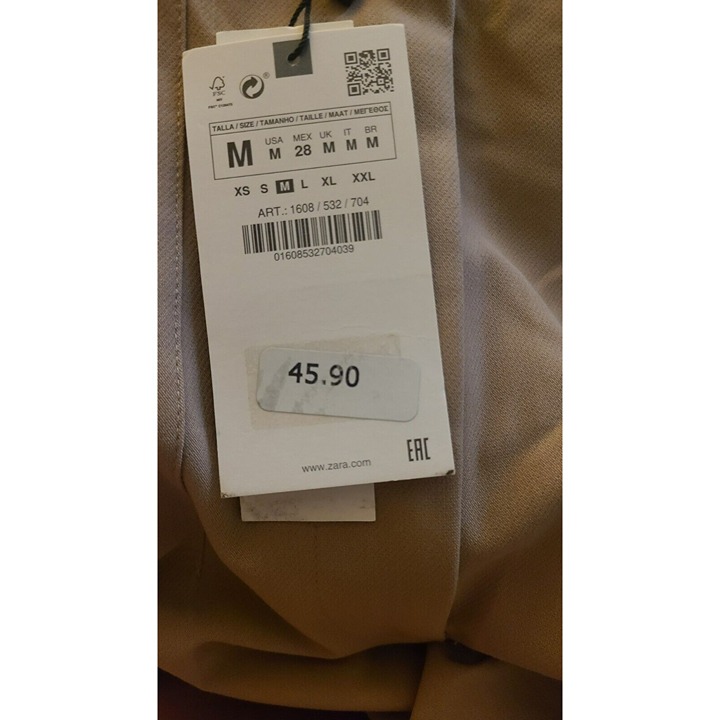 FSC
®
TALLA / SIZE / TAMANHO / TAILLE / MAAT / ΜΕΓΕΘΟΣ
M USA M MEX 28 UK M IT M BR M
XS S M L XL XXL
ART.: 1608 / 532 / 704
01608532704039
45.90
EAC
www.zara.com